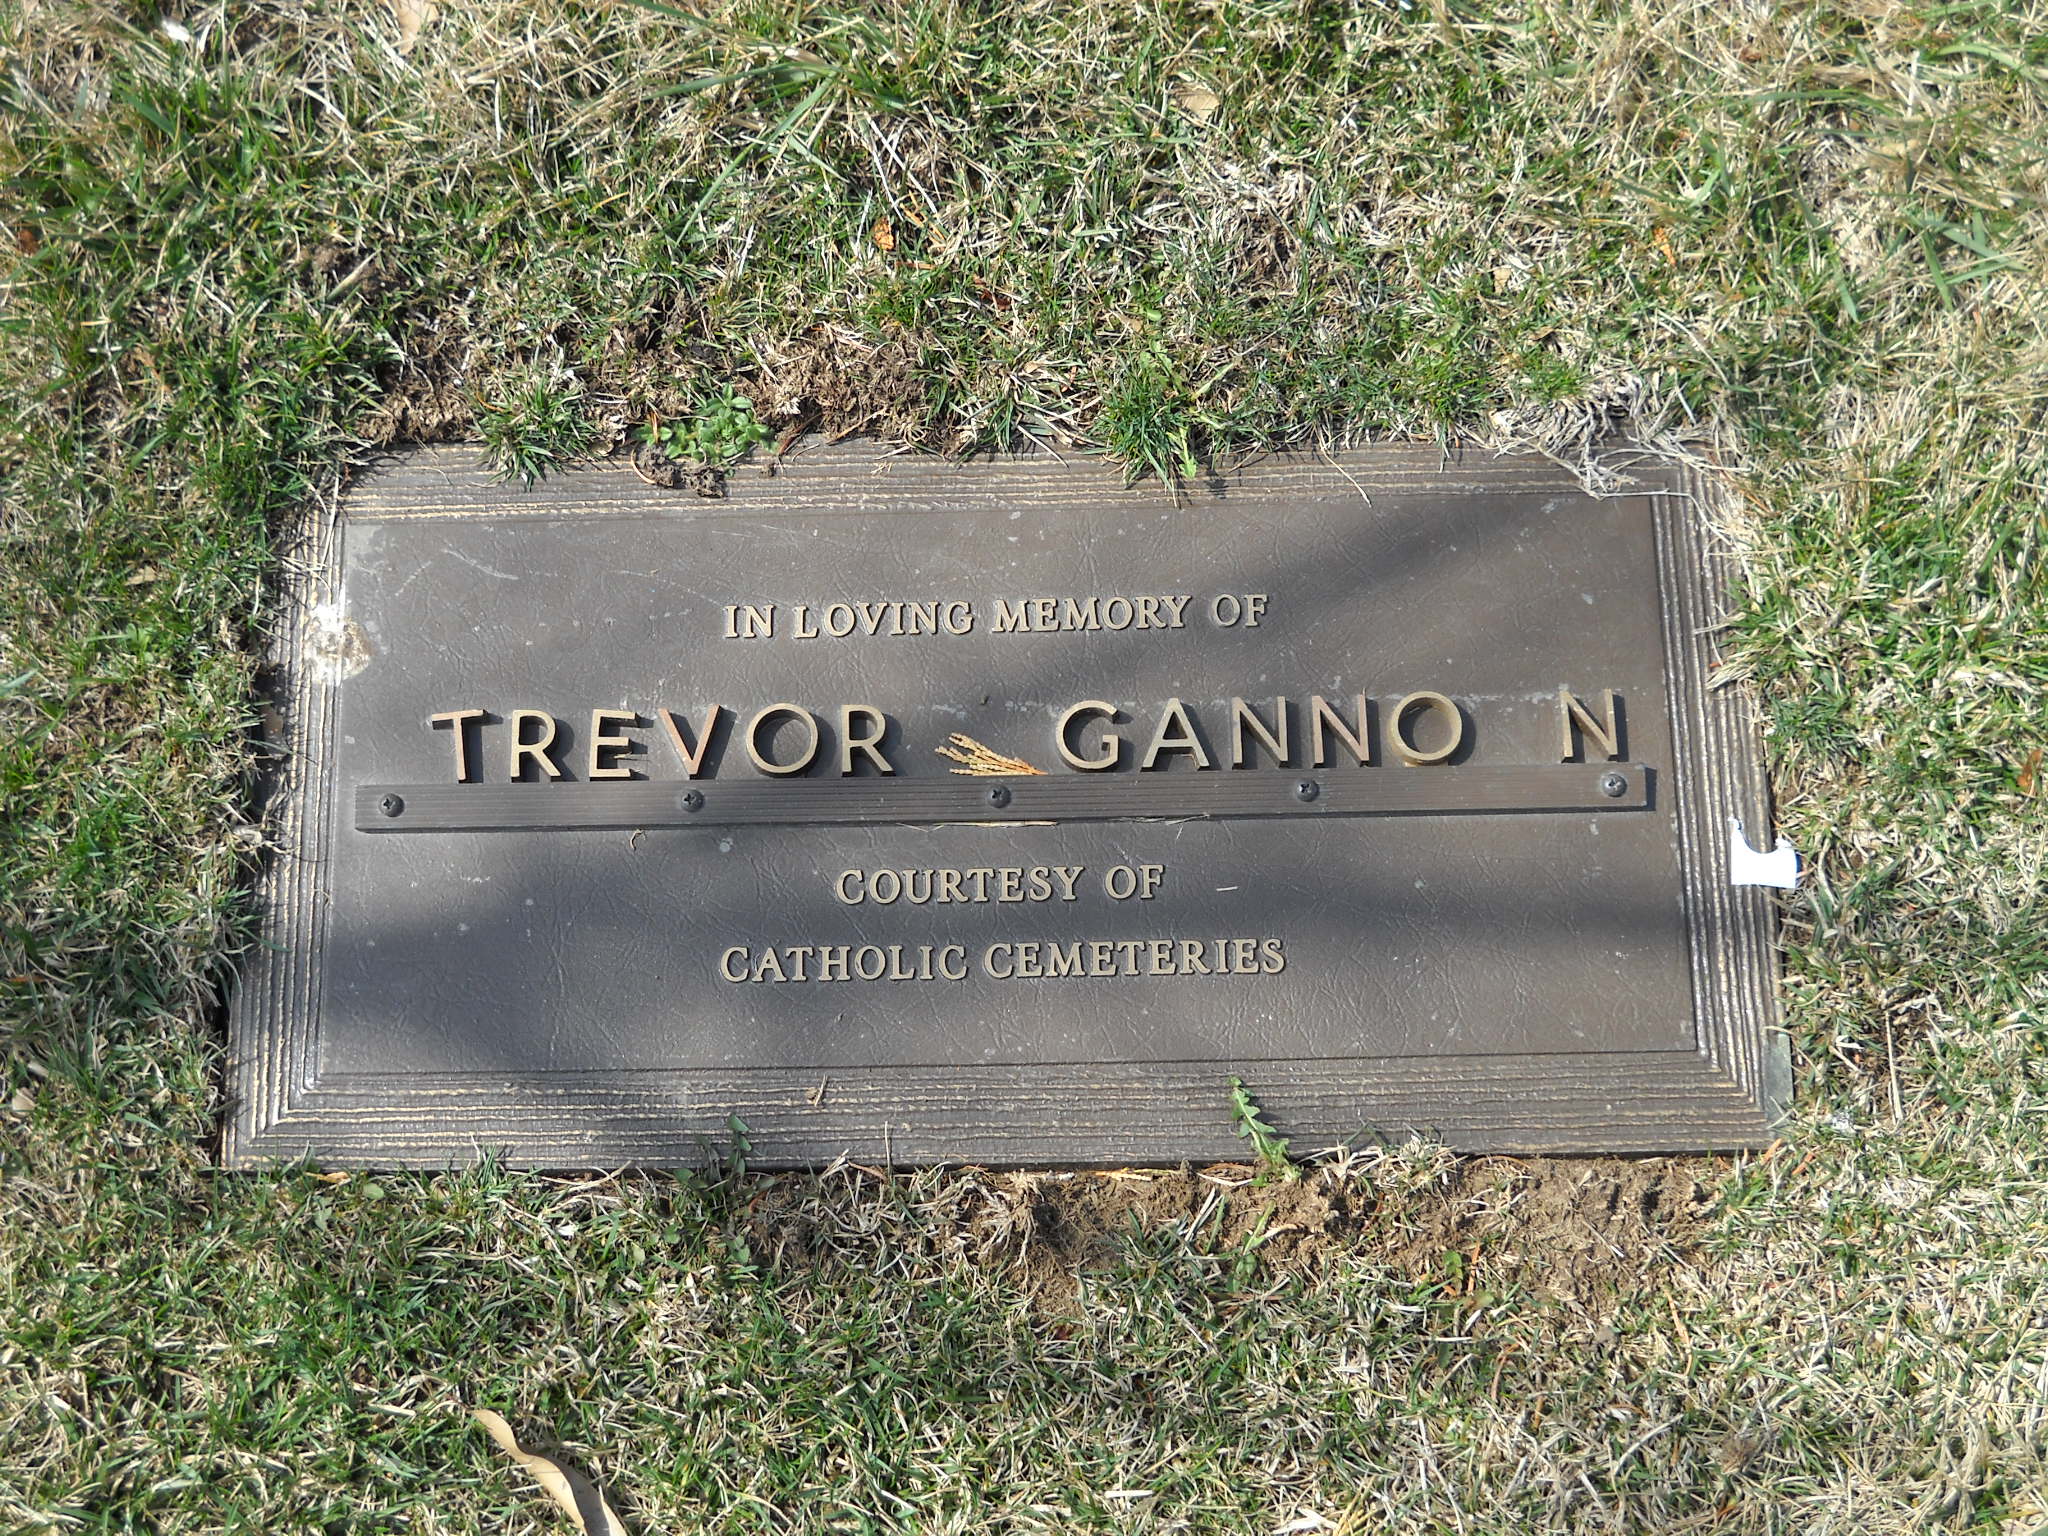 IN LOVING MEMORY OF
TREVOR GANNO N
COURTESY OF
CATHOLIC CEMETERIES